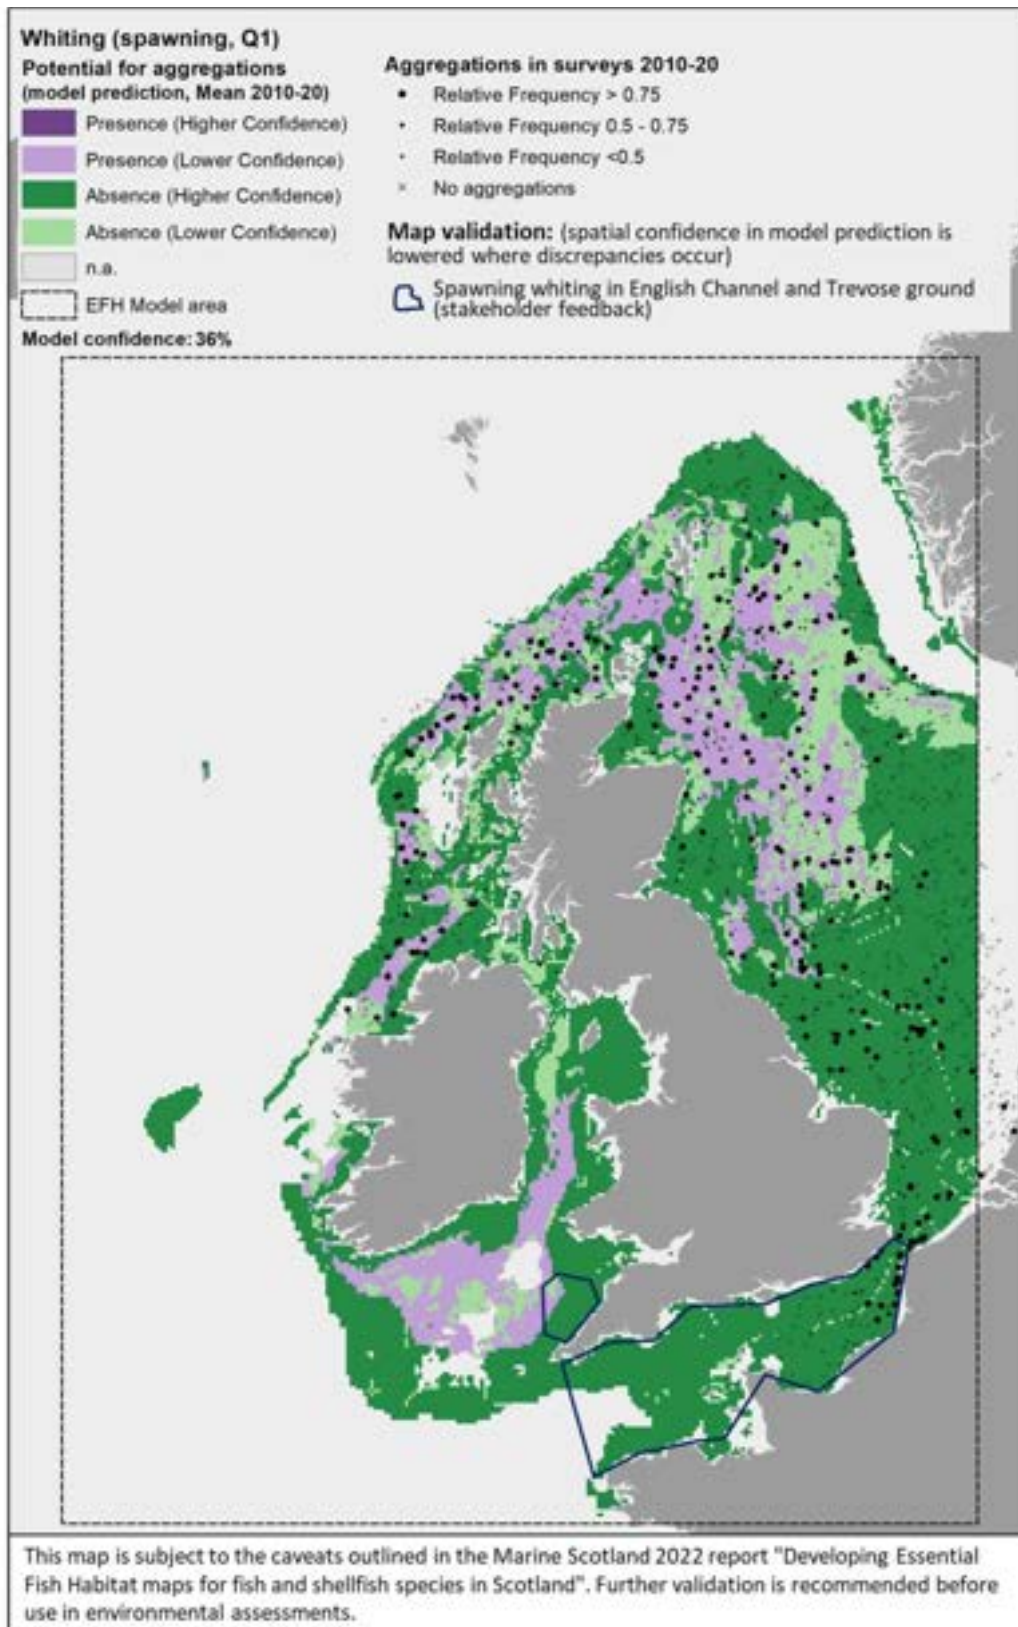 Whiting (spawning, Q1)
Potential for aggregations
(model prediction, Mean 2010-20)
Presence (Higher Confidence)
Presence (Lower Confidence)
Absence (Higher Confidence)
Absence (Lower Confidence)
n.a.
EFH Model area
Model confidence: 36%
Aggregations in surveys 2010-20
Relative Frequency > 0.75
Relative Frequency 0.5 - 0.75
Relative Frequency <0.5
No aggregations
Map validation: (spatial confidence in model prediction is
lowered where discrepancies occur)
Spawning whiting in English Channel and Trevose ground
(stakeholder feedback)
This map is subject to the caveats outlined in the Marine Scotland 2022 report "Developing Essential
Fish Habitat maps for fish and shellfish species in Scotland". Further validation is recommended before
use in environmental assessments.